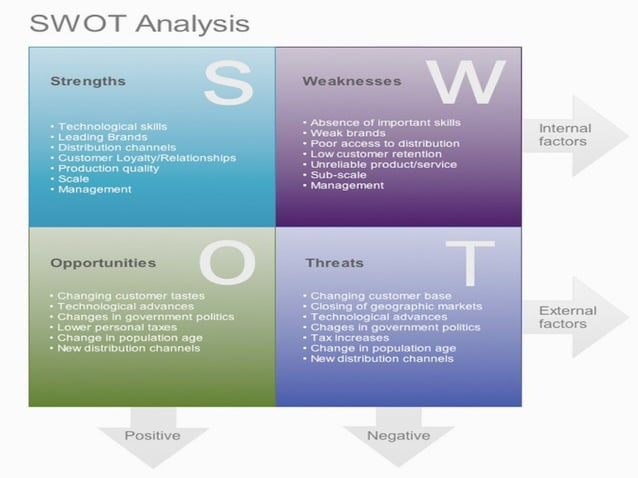 SWOT Analysis
Strengths
S
• Technological skills
• Leading Brands
• Distribution channels
• Customer Loyalty/Relationships
• Production quality
• Scale
• Management
Weaknesses
W
• Absence of important skills
• Weak brands
• Poor access to distribution
• Low customer retention
• Unreliable product/service
• Sub-scale
• Management
Internal
factors
Opportunities
O
• Changing customer tastes
• Technological advances
• Changes in government politics
• Lower personal taxes
• Change in population age
• New distribution channels
Threats
T
• Changing customer base
• Closing of geographic markets
• Technological advances
• Chages in government politics
• Tax increases
• Change in population age
• New distribution channels
External
factors
Positive
Negative